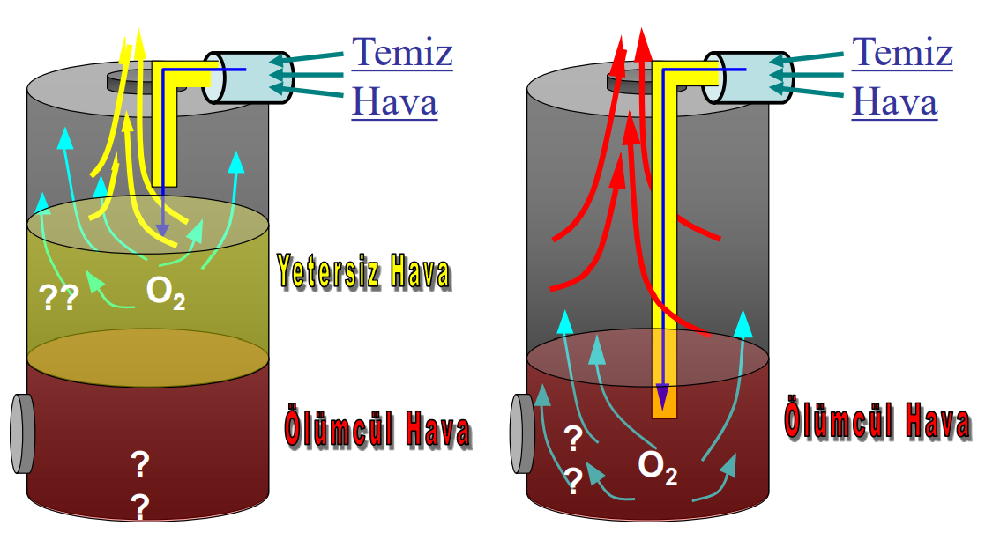 Temiz
Hava
Yetersiz Hava
??
O2
Ölümcül Hava
?
?
Temiz
Hava
Ölümcül Hava
?
?
O2